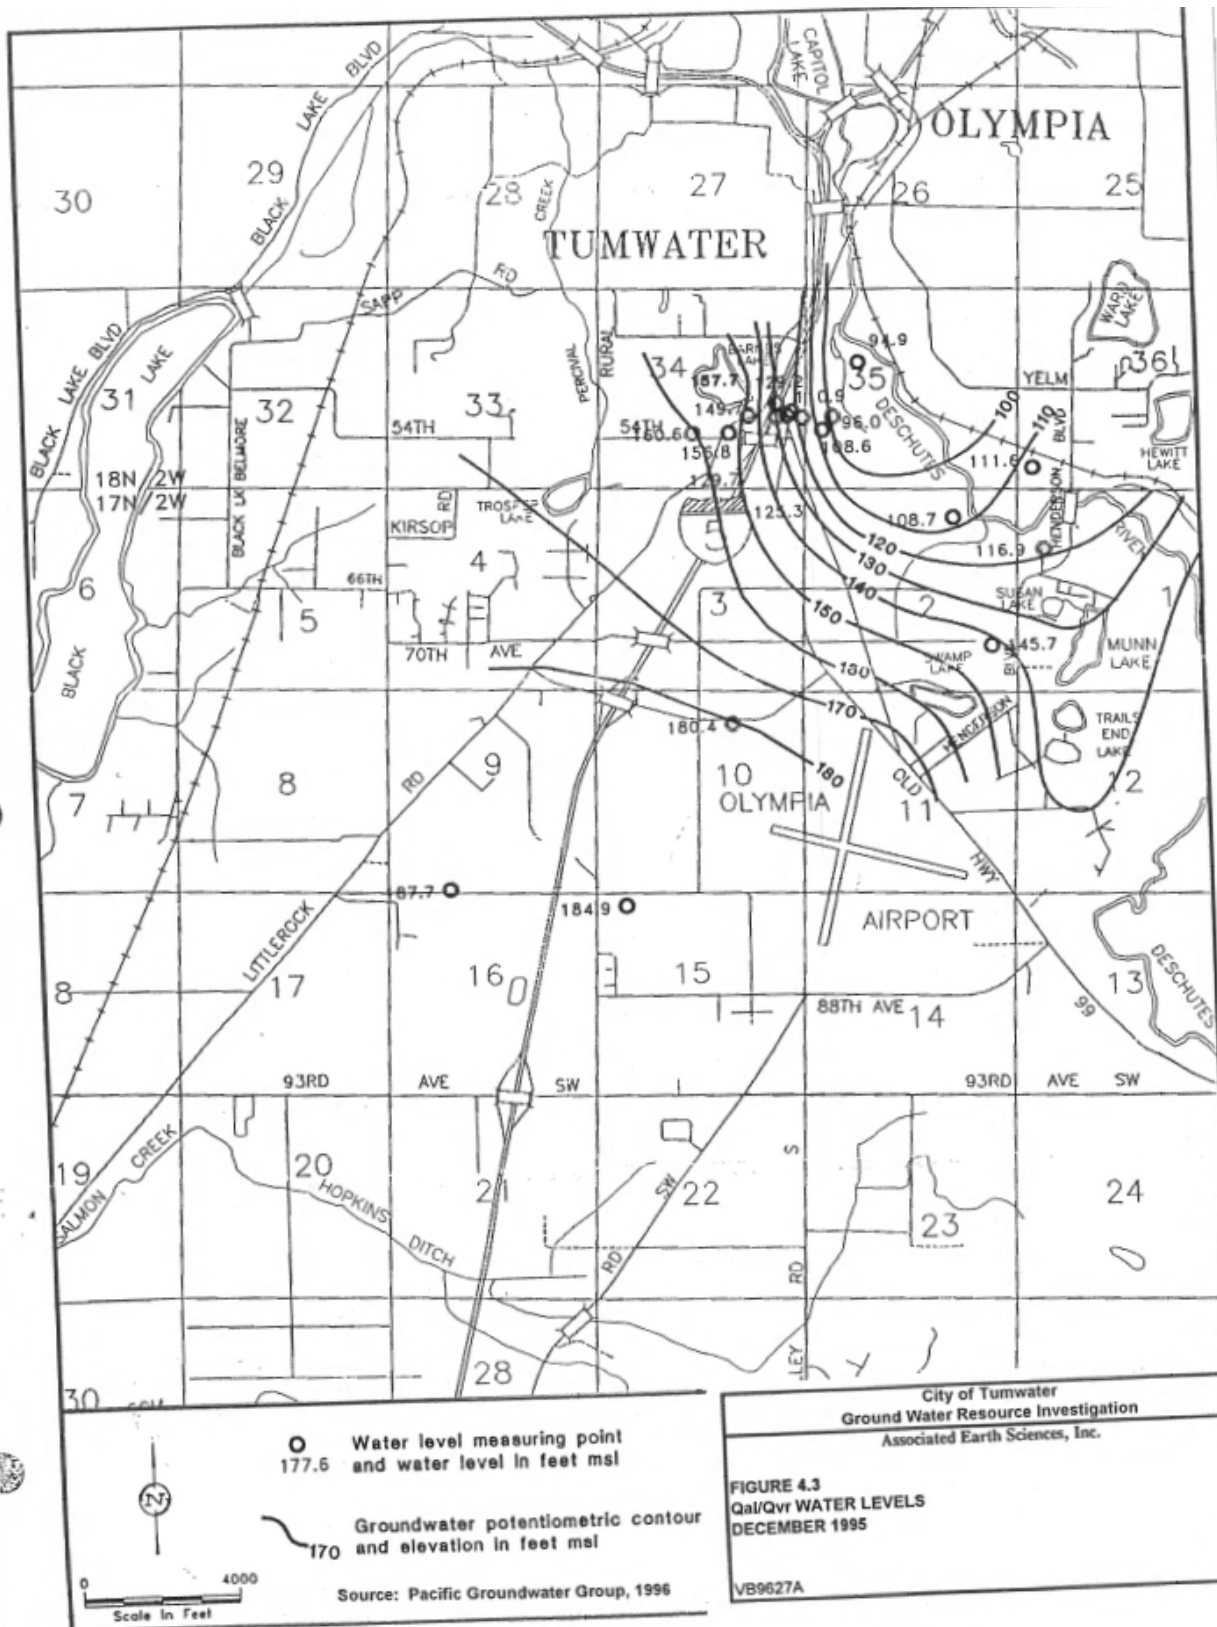 BLACK LAKE BLVD
CAPITOL
LAKE
OLYMPIA
30
29
28
27
26
25
CREEK
TUMWATER
SAPP RD
WARD
LAKE
BLACK LAKE BLVD
LAKE
31
32
33
34
35
36
PERCIVAL
RURAL
94.9
YELM
157.7
149.7
54TH
54TH
160.6
156.8
96.0
108.6
DESCHUTES
100
110
BLVD
HEWITT
LAKE
111.6
18N 2W
17N 2W
BLACK LK BELMORE
129.7
125.3
TROSPER
LAKE
KIRSOP
RD
108.7
HENDERSON
116.9
RIVER
120
130
140
150
66TH
6
5
4
3
2
1
5
SUSAN
LAKE
145.7
MUNN
LAKE
70TH AVE
BLACK
SWAMP
LAKE
BLVD
170
180.4
180
HENDERSON
TRAILS
END
LAKE
7
8
9
10
11
12
RD
OLYMPIA
OLD
HWY
99
187.7
184.9
AIRPORT
LITTLEROCK
DESCHUTES
8
17
16
15
14
13
88TH AVE
93RD AVE SW
93RD AVE SW
SALMON CREEK
19
20
21
22
23
24
HOPKINS
DITCH
SW
RD
S
RD
LEY
30
28
177.6
Water level measuring point
and water level in feet msl
170
Groundwater potentiometric contour
and elevation in feet msl
N
0 4000
Scale In Feet
Source: Pacific Groundwater Group, 1996
City of Tumwater
Ground Water Resource Investigation
Associated Earth Sciences, Inc.
FIGURE 4.3
Qal/Qvr WATER LEVELS
DECEMBER 1995
VB9627A